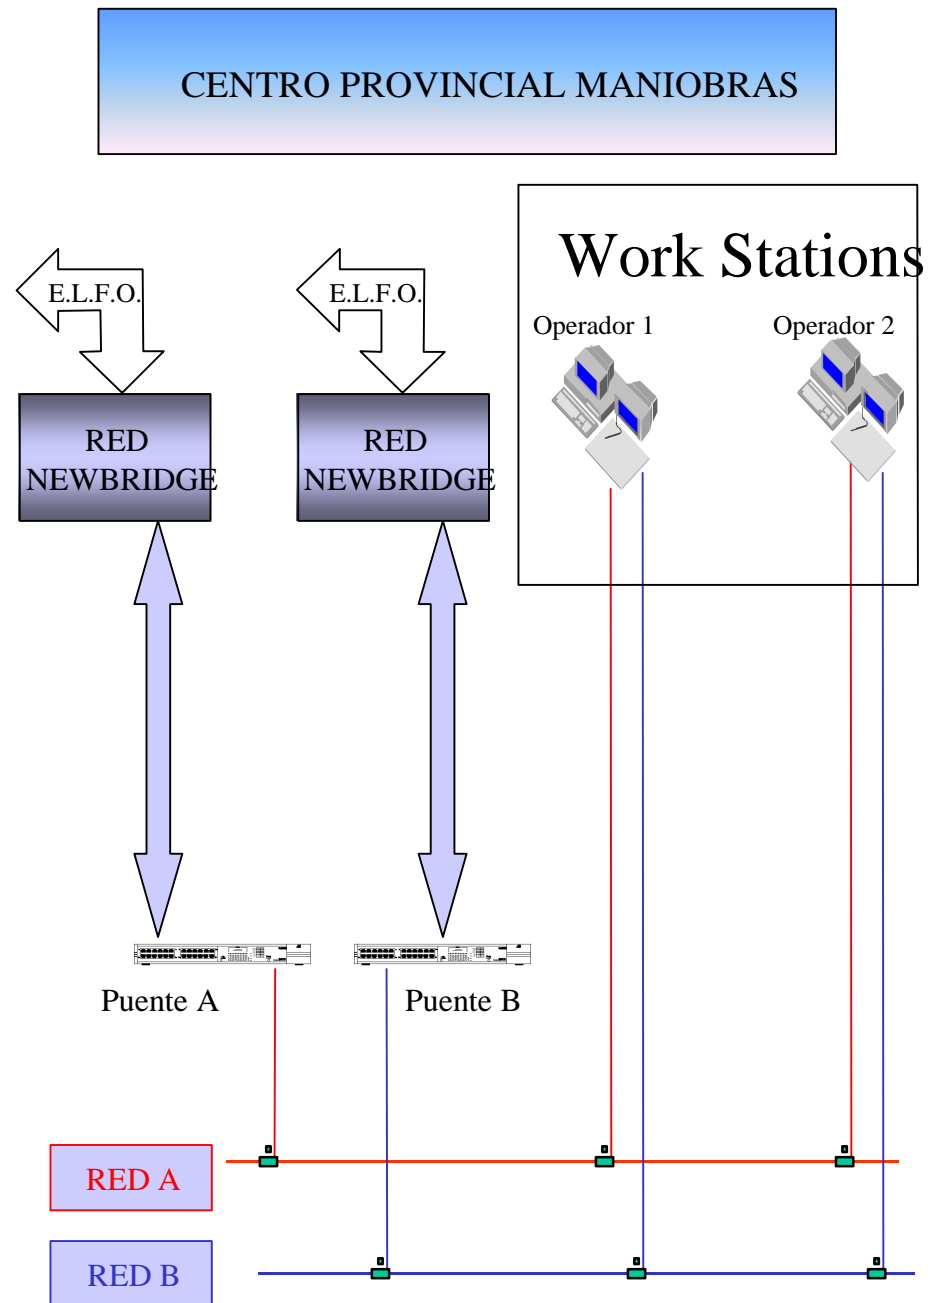 CENTRO PROVINCIAL MANIOBRAS
Work Stations
E.L.F.O.
E.L.F.O.
Operador 1
Operador 2
RED
NEWBRIDGE
RED
NEWBRIDGE
Puente A
Puente B
RED A
RED B